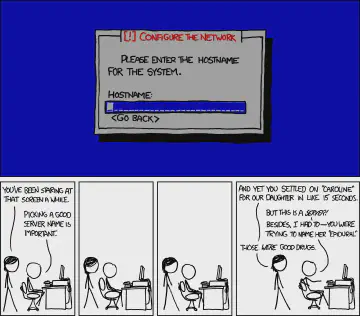 [!] CONFIGURE THE NETWORK
PLEASE ENTER THE HOSTNAME
FOR THE SYSTEM.
HOSTNAME:
<GO BACK>
YOU'VE BEEN STARING AT
THAT SCREEN A WHILE.
PICKING A GOOD
SERVER NAME IS
IMPORTANT.
AND YET YOU SETTLED ON "CAROLINE"
FOR OUR DAUGHTER IN LIKE 15 SECONDS.
BUT THIS IS A SERVER!
BESIDES, I HAD TO—YOU WERE
TRYING TO NAME HER "EPIDURAL".
THOSE WERE GOOD DRUGS.